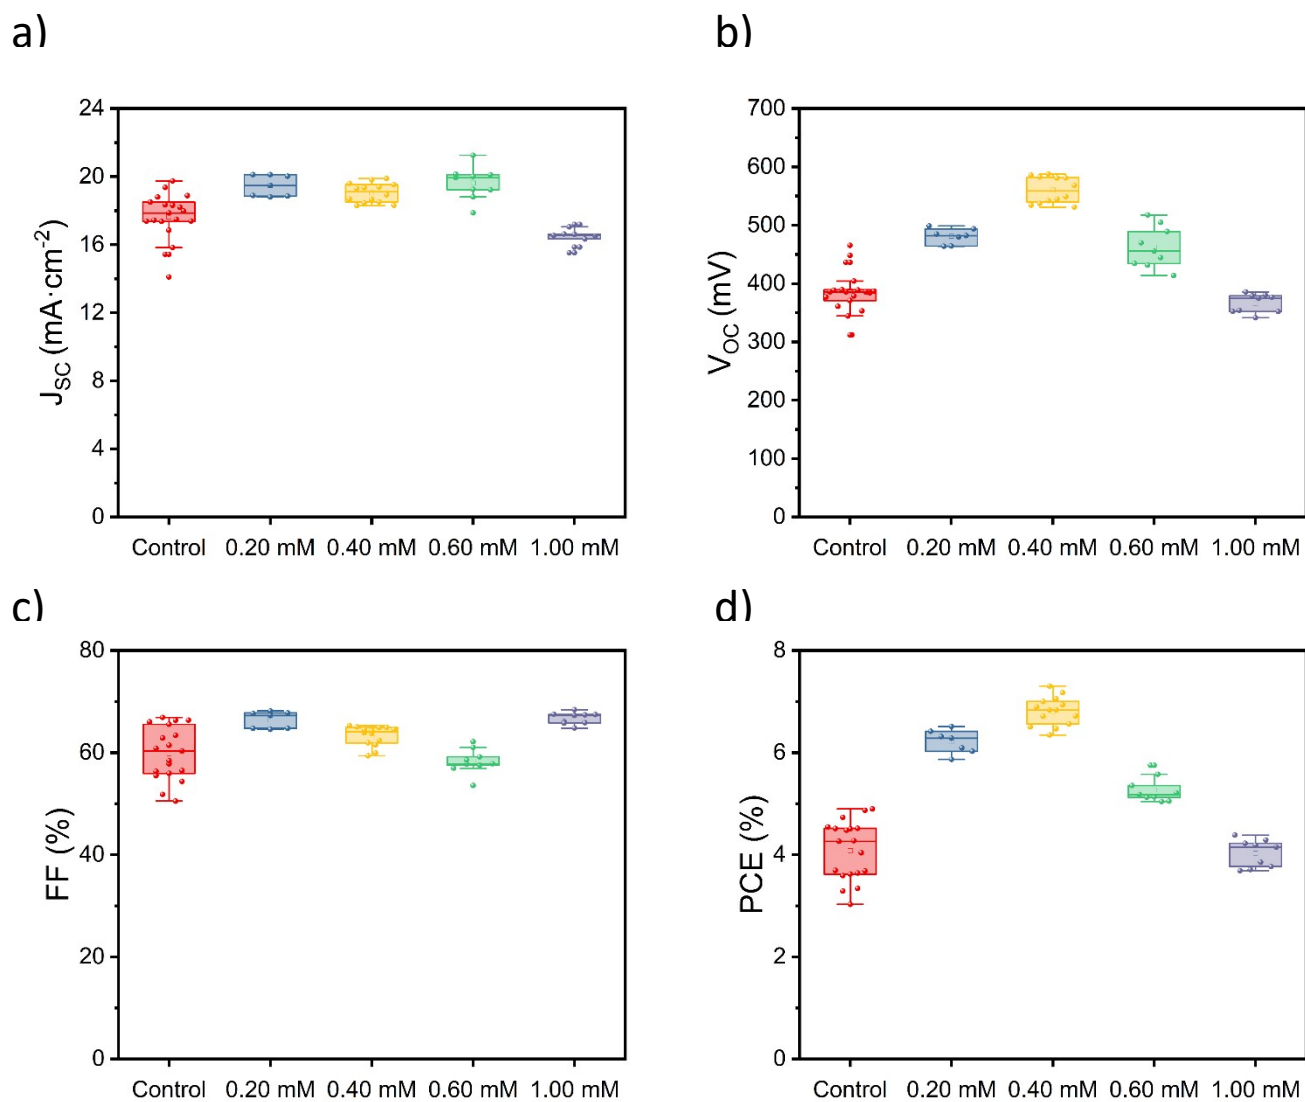 a)
24
20
16
12
8
4
0
J_SC (mA·cm⁻²)
Control 0.20 mM 0.40 mM 0.60 mM 1.00 mM
b)
700
600
500
400
300
200
100
0
V_OC (mV)
Control 0.20 mM 0.40 mM 0.60 mM 1.00 mM
c)
80
60
40
20
0
FF (%)
Control 0.20 mM 0.40 mM 0.60 mM 1.00 mM
d)
8
6
4
2
0
PCE (%)
Control 0.20 mM 0.40 mM 0.60 mM 1.00 mM